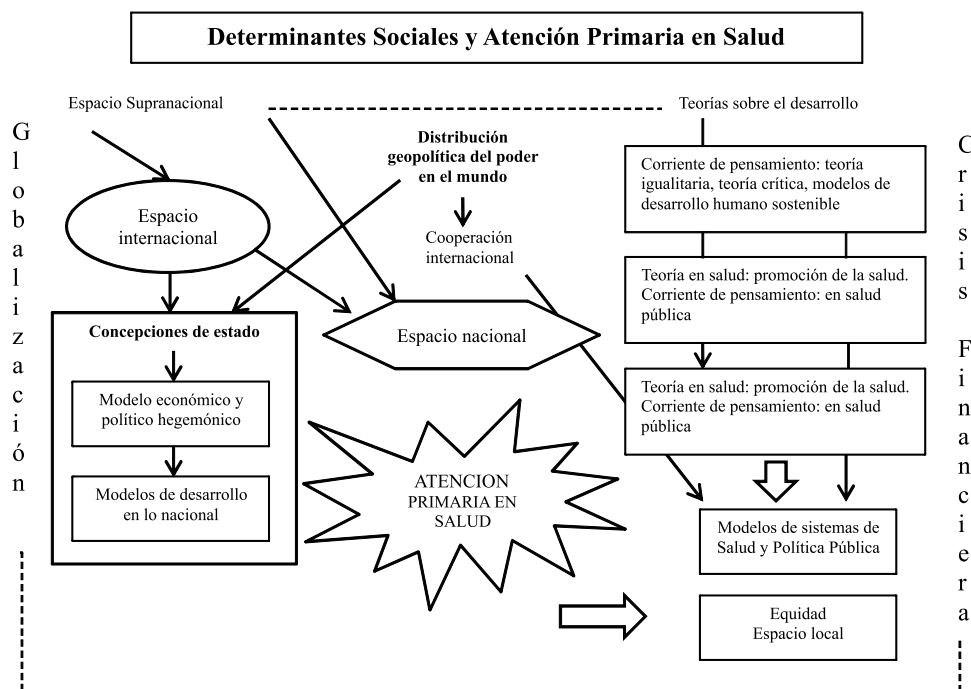 Determinantes Sociales y Atención Primaria en Salud
Espacio Supranacional
Teorías sobre el desarrollo
Globalización
Distribución
geopolítica del poder
en el mundo
Crisis Financiera
Corriente de pensamiento: teoría
igualitaria, teoría crítica, modelos de
desarrollo humano sostenible
Espacio
internacional
Cooperación
internacional
Teoría en salud: promoción de la salud.
Corriente de pensamiento: en salud
pública
Concepciones de estado
Espacio nacional
Modelo económico y
político hegemónico
Teoría en salud: promoción de la salud.
Corriente de pensamiento: en salud
pública
Modelos de desarrollo
en lo nacional
ATENCION
PRIMARIA EN
SALUD
Modelos de sistemas de
Salud y Política Pública
Equidad
Espacio local